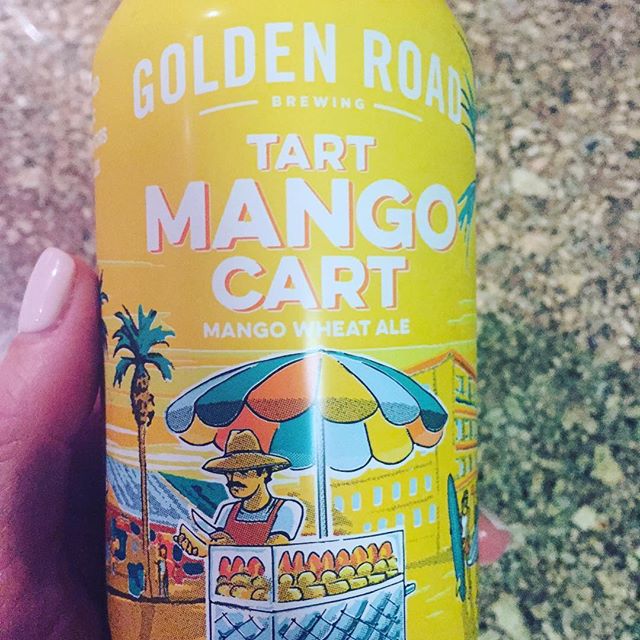 GOLDEN ROAD
BREWING
TART
MANGO
CART
MANGO WHEAT ALE